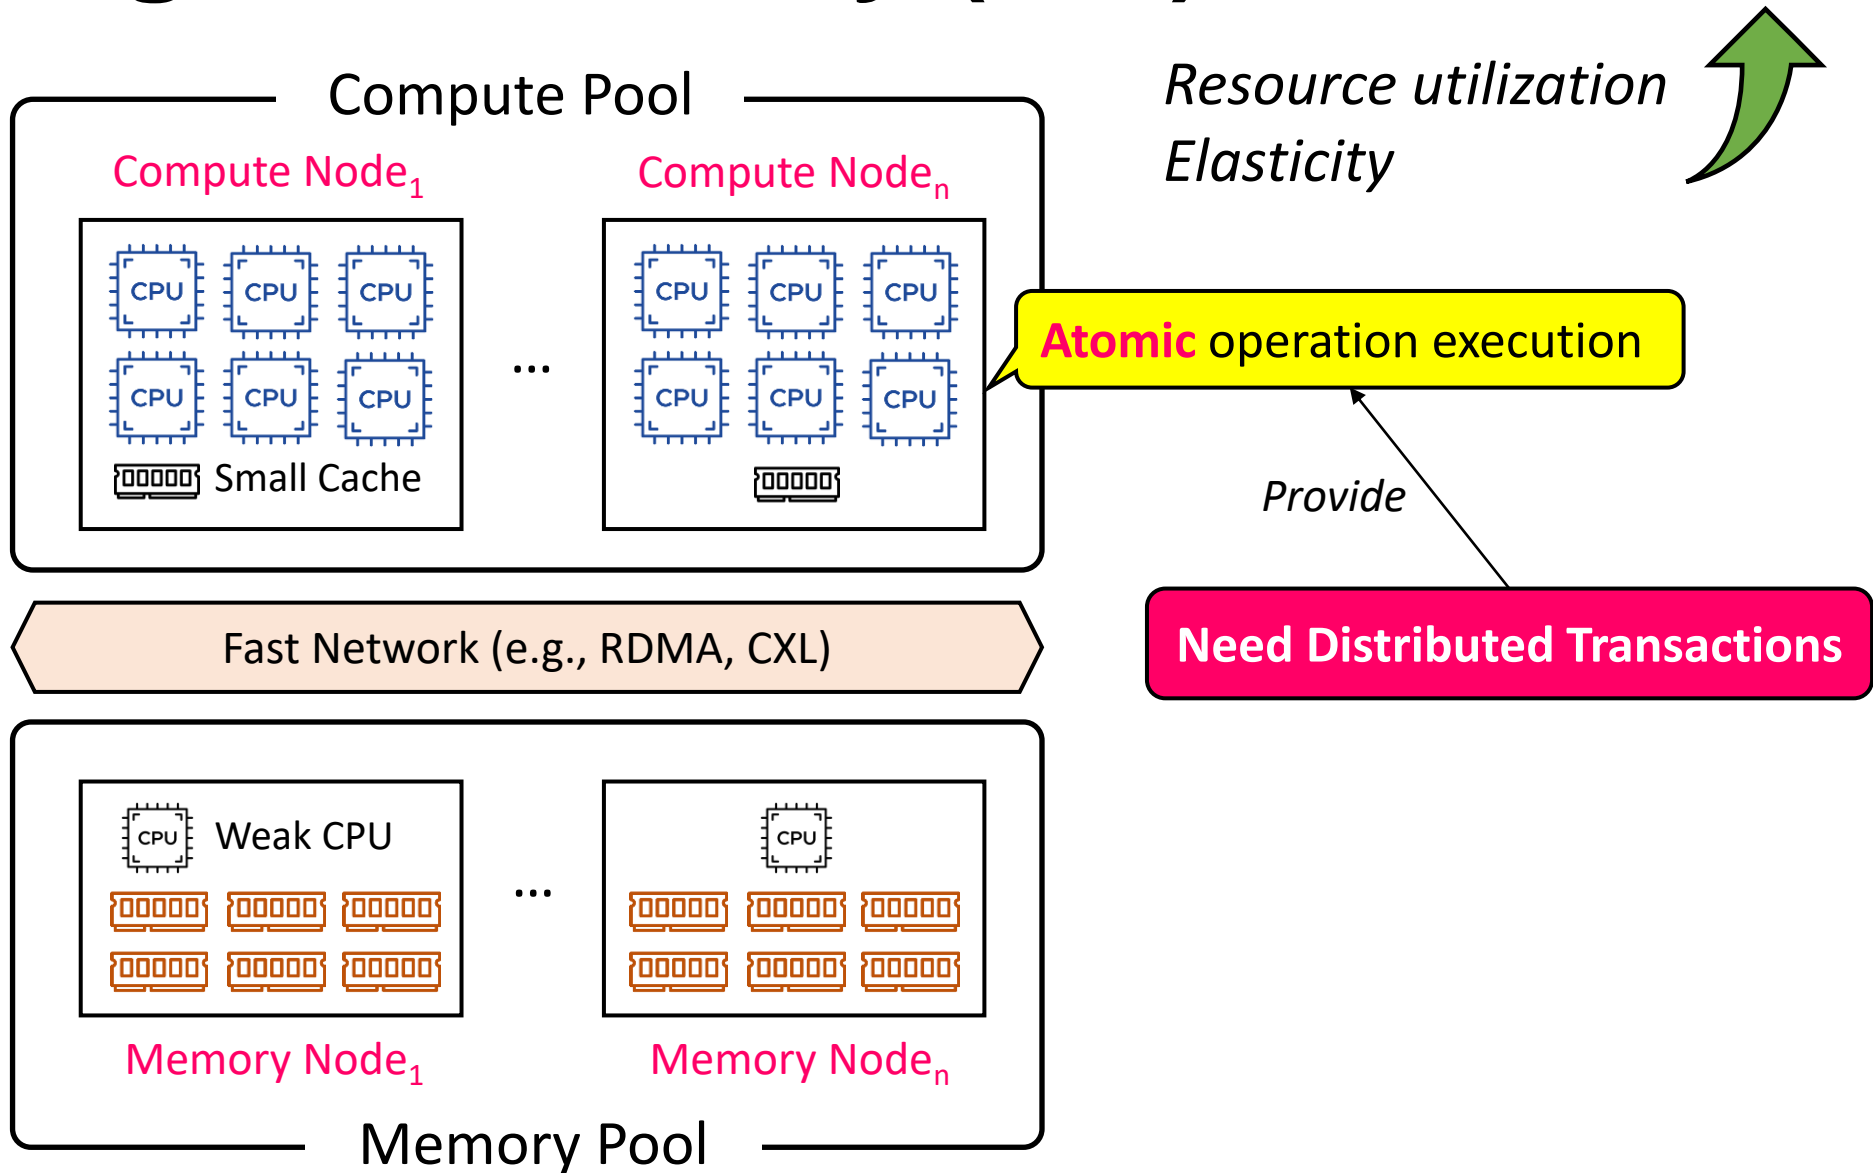 Compute Pool
Resource utilization
Elasticity
Compute Node1
Compute Noden
CPU CPU CPU
CPU CPU CPU
CPU CPU CPU
CPU CPU CPU
...
Small Cache
Atomic operation execution
Provide
Need Distributed Transactions
Fast Network (e.g., RDMA, CXL)
CPU Weak CPU
CPU
...
Memory Node1
Memory Noden
Memory Pool